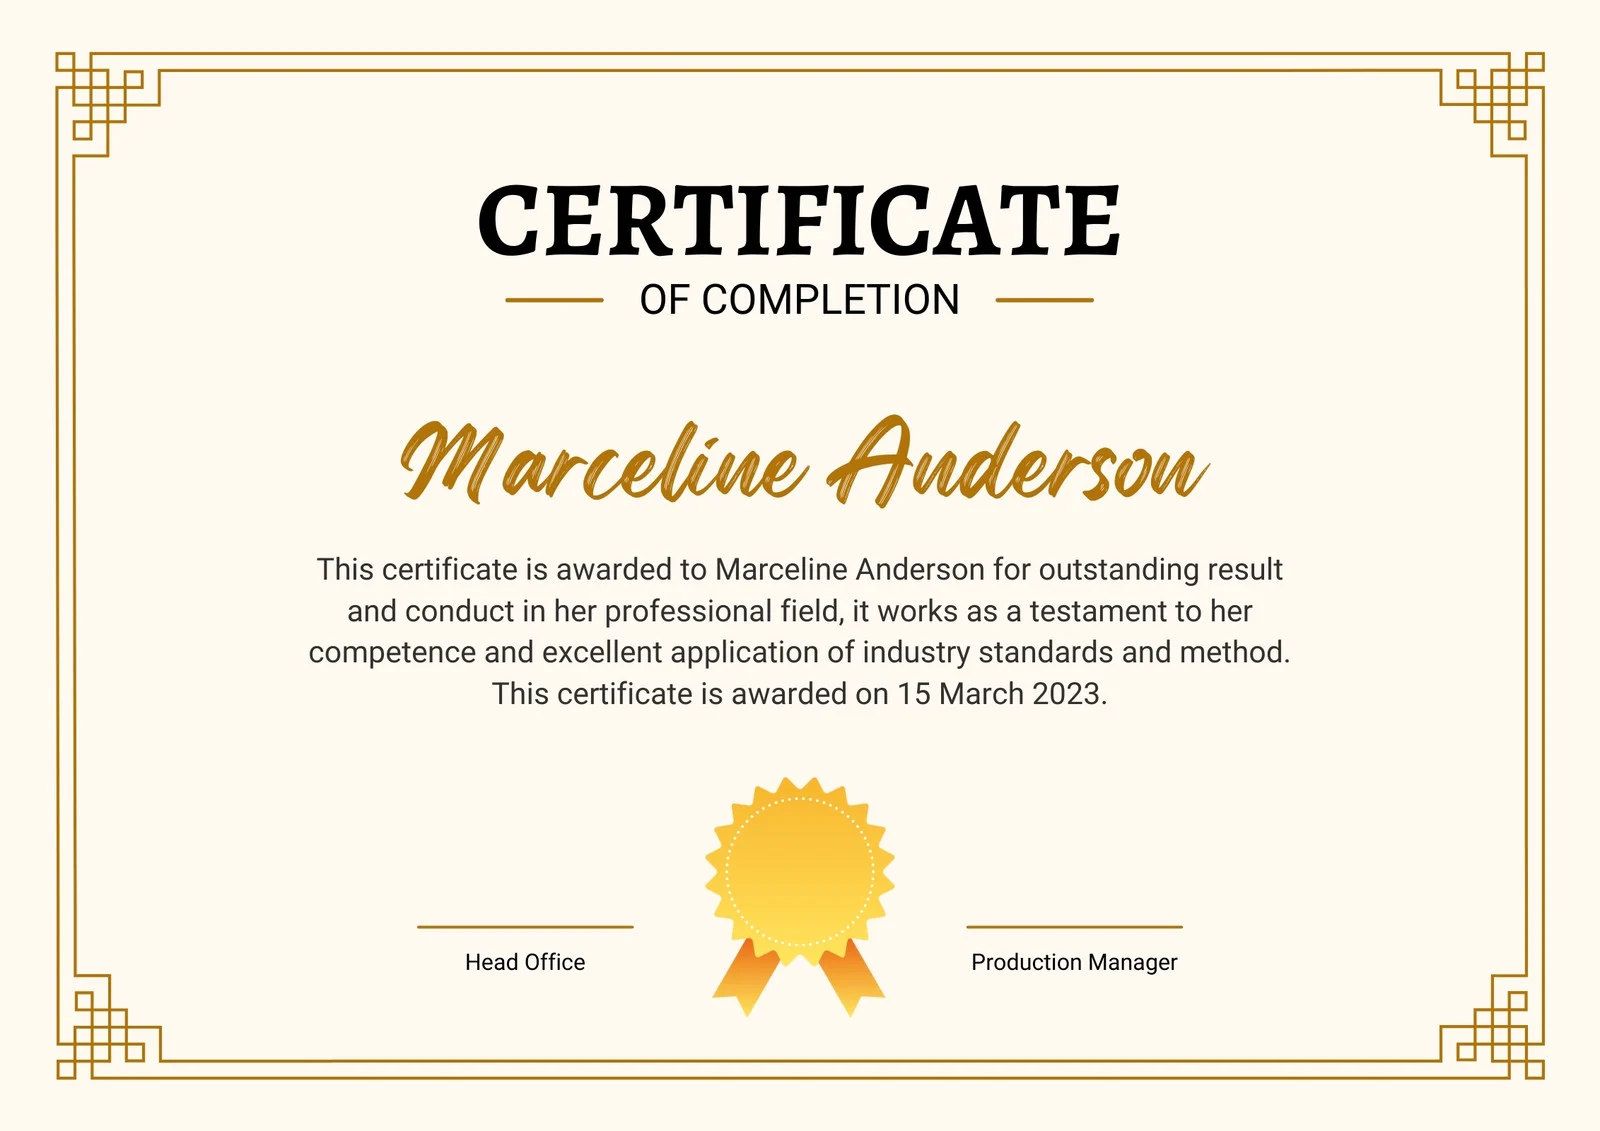 CERTIFICATE
OF COMPLETION
Marceline Anderson
This certificate is awarded to Marceline Anderson for outstanding result
and conduct in her professional field, it works as a testament to her
competence and excellent application of industry standards and method.
This certificate is awarded on 15 March 2023.
Head Office
Production Manager